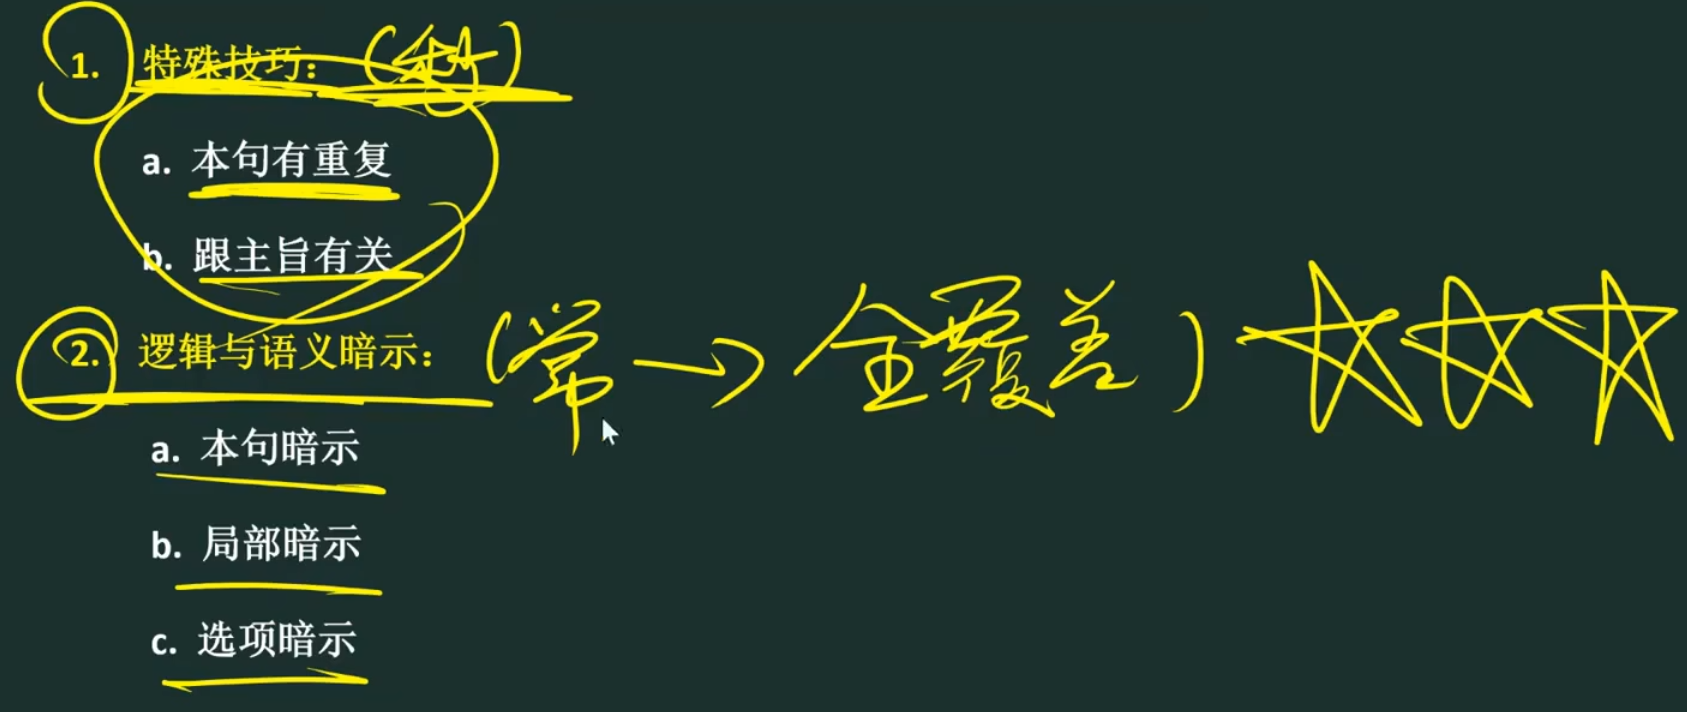 1. 特殊技巧：
a. 本句有重复
b. 跟主旨有关
2. 逻辑与语义暗示： (常 → 全覆盖)
a. 本句暗示
b. 局部暗示
c. 选项暗示